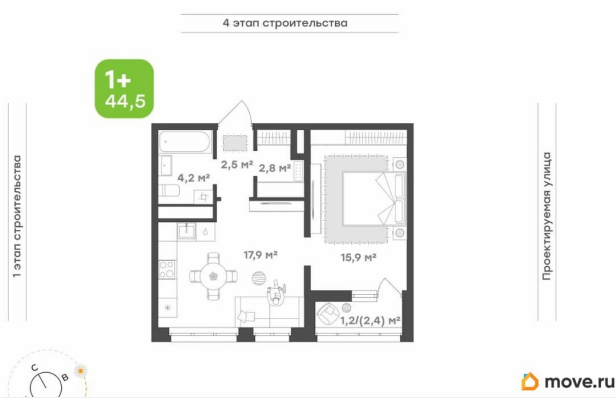 4 этап строительства
1+
44,5
1 этап строительства
Проектируемая улица
2,5 м²
2,8 м²
4,2 м²
17,9 м²
15,9 м²
1,2/(2,4) м²
С
В
move.ru